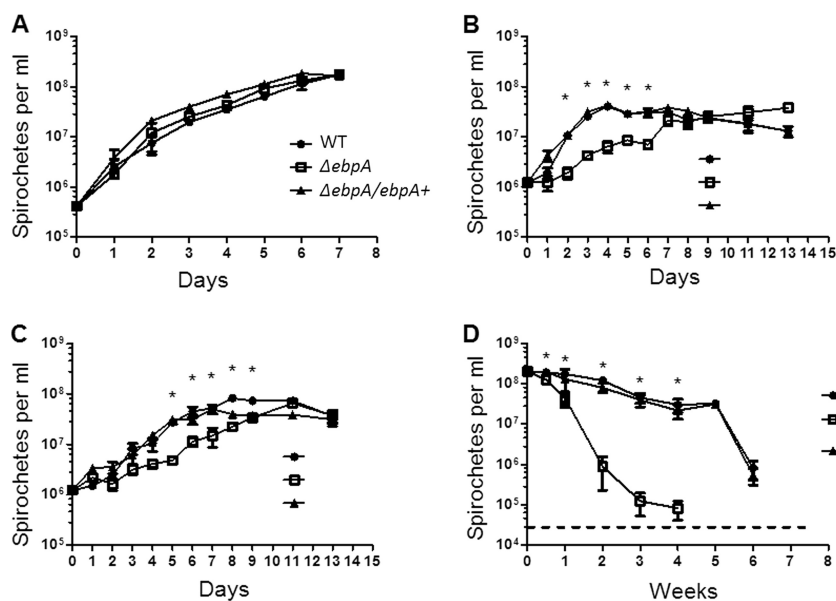 A
Spirochetes per ml
10⁹
10⁸
10⁷
10⁶
10⁵
0 1 2 3 4 5 6 7 8
Days
WT
ΔebpA
ΔebpA/ebpA+
B
Spirochetes per ml
10⁹
10⁸
10⁷
10⁶
10⁵
* * * * *
0 1 2 3 4 5 6 7 8 9 10 11 12 13 14 15
Days
C
Spirochetes per ml
10⁹
10⁸
10⁷
10⁶
10⁵
* * * * *
0 1 2 3 4 5 6 7 8 9 10 11 12 13 14 15
Days
D
Spirochetes per ml
10⁹
10⁸
10⁷
10⁶
10⁵
10⁴
* * * * *
0 1 2 3 4 5 6 7 8
Weeks